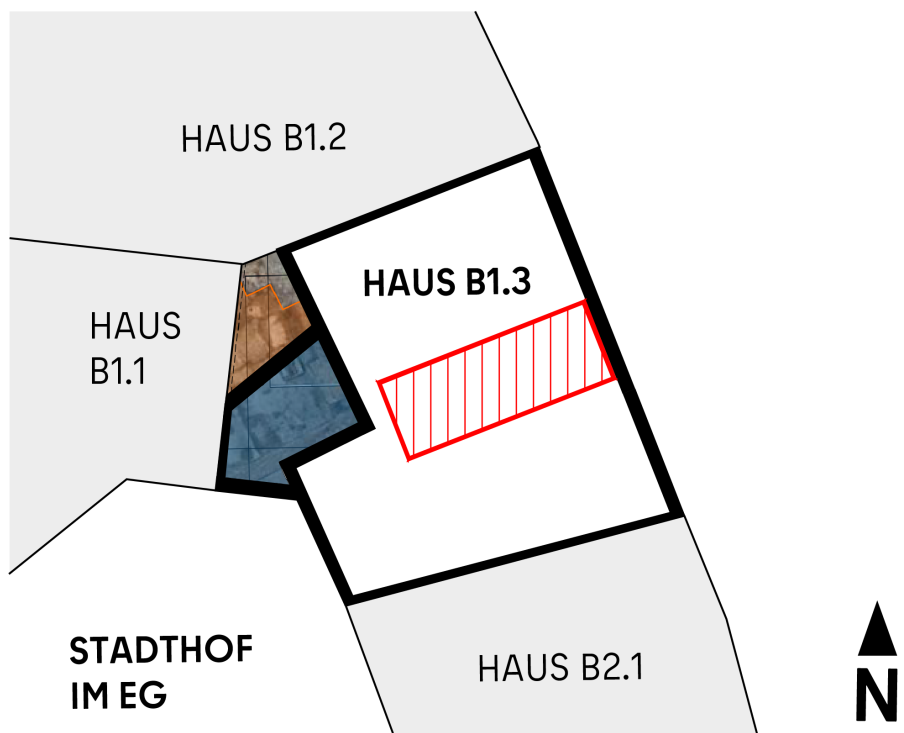 HAUS B1.2
HAUS B1.3
HAUS
B1.1
STADTHOF
IM EG
HAUS B2.1
N